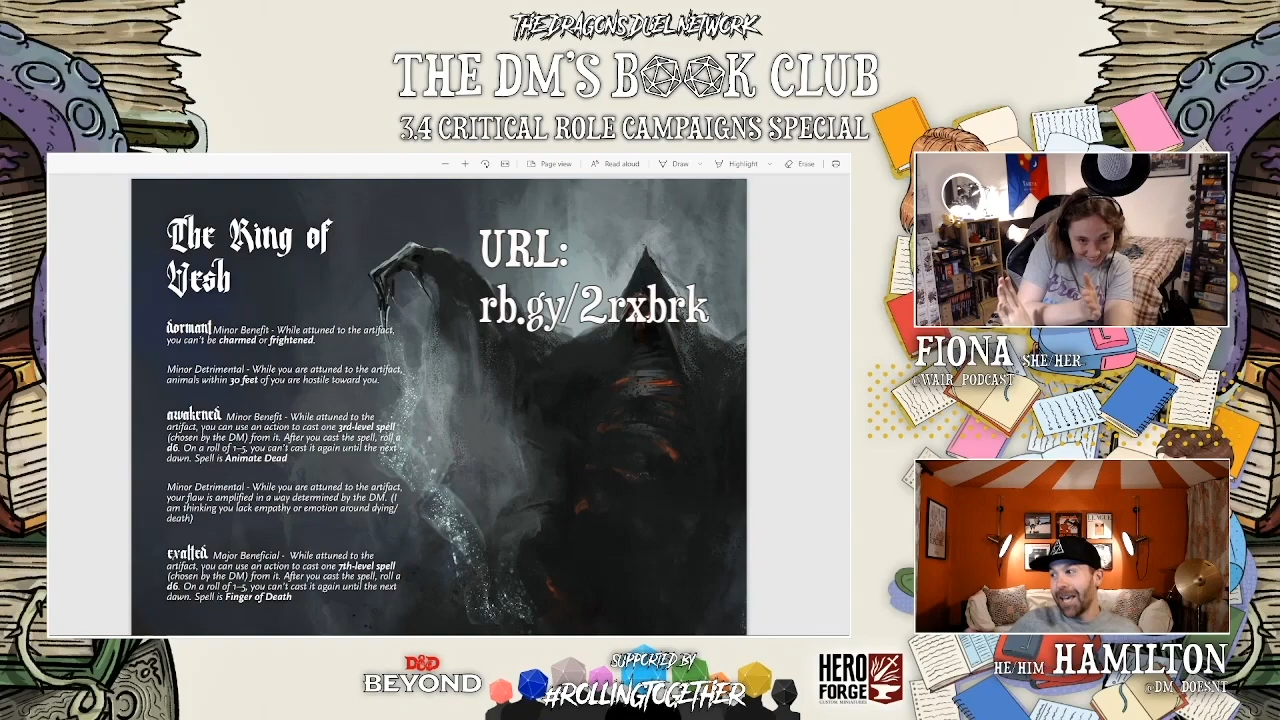 THE DRAGONS DUEL NETWORK
THE DM'S BOOK CLUB
3.4 CRITICAL ROLE CAMPAIGNS SPECIAL
Page view
Read aloud
Draw
Highlight
Erase
The Ring of
Vesh
URL:
rb.gy/2rxbrk
dormant Minor Benefit - While attuned to the artifact,
you can't be charmed or frightened.
Minor Detrimental - While you are attuned to the artifact,
animals within 30 feet of you are hostile toward you.
awakened Minor Benefit - While attuned to the
artifact, you can use an action to cast one 3rd-level spell
(chosen by the DM) from it. After you cast the spell, roll a
d6. On a roll of 1–5, you can't cast it again until the next
dawn. Spell is Animate Dead
Minor Detrimental - While you are attuned to the artifact,
your flaw is amplified in a way determined by the DM. (I
am thinking you lack empathy or emotion around dying/
death)
exalted Major Beneficial - While attuned to the
artifact, you can use an action to cast one 7th-level spell
(chosen by the DM) from it. After you cast the spell, roll a
d6. On a roll of 1–5, you can't cast it again until the next
dawn. Spell is Finger of Death
FIONA SHE/HER
@WAIR_PODCAST
HE/HIM HAMILTON
@DM_DOESNT
D&D
BEYOND
SUPPORTED BY
#ROLLINGTOGETHER
HERO
FORGE
CUSTOM MINIATURES